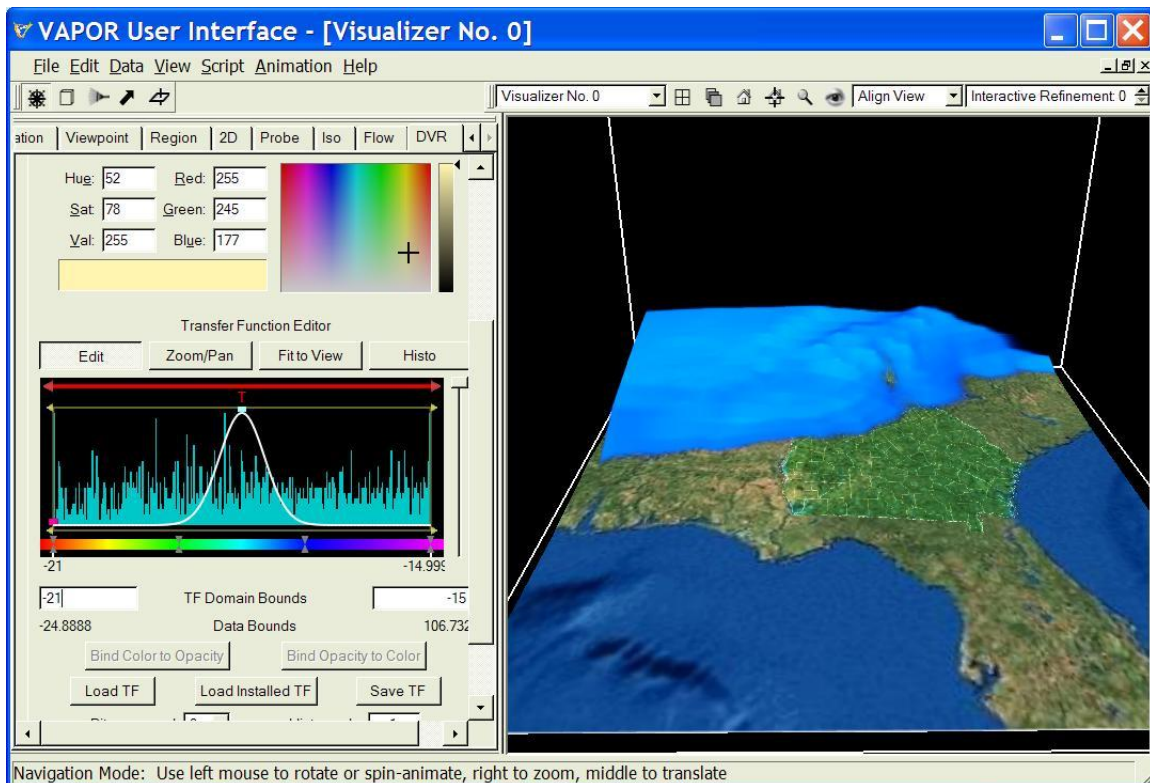 VAPOR User Interface - [Visualizer No. 0]
File Edit Data View Script Animation Help
Visualizer No. 0 Align View Interactive Refinement: 0
ation Viewpoint Region 2D Probe Iso Flow DVR
Hue: 52 Red: 255
Sat: 78 Green: 245
Val: 255 Blue: 177
Transfer Function Editor
Edit Zoom/Pan Fit to View Histo
T
-21 -14.999
-21 TF Domain Bounds -15
-24.8888 Data Bounds 106.732
Bind Color to Opacity Bind Opacity to Color
Load TF Load Installed TF Save TF
Navigation Mode: Use left mouse to rotate or spin-animate, right to zoom, middle to translate